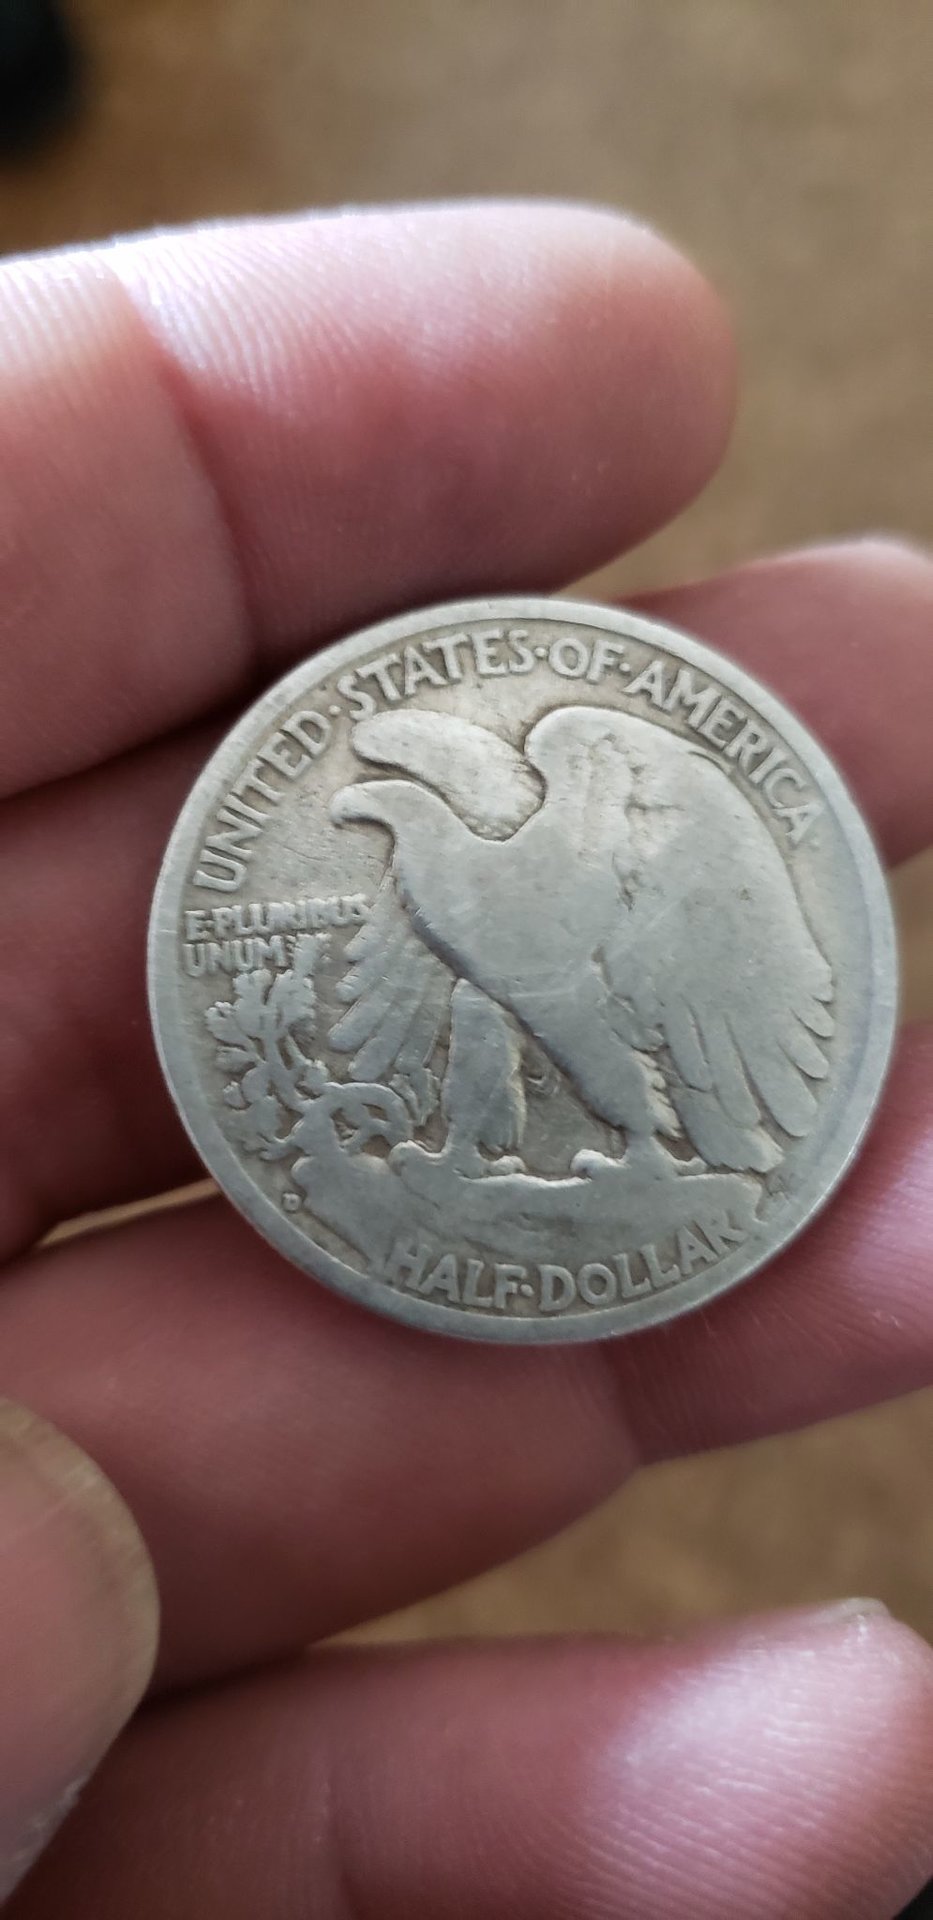 UNITED·STATES·OF·AMERICA
E·PLURIBUS
UNUM
D
HALF·DOLLAR